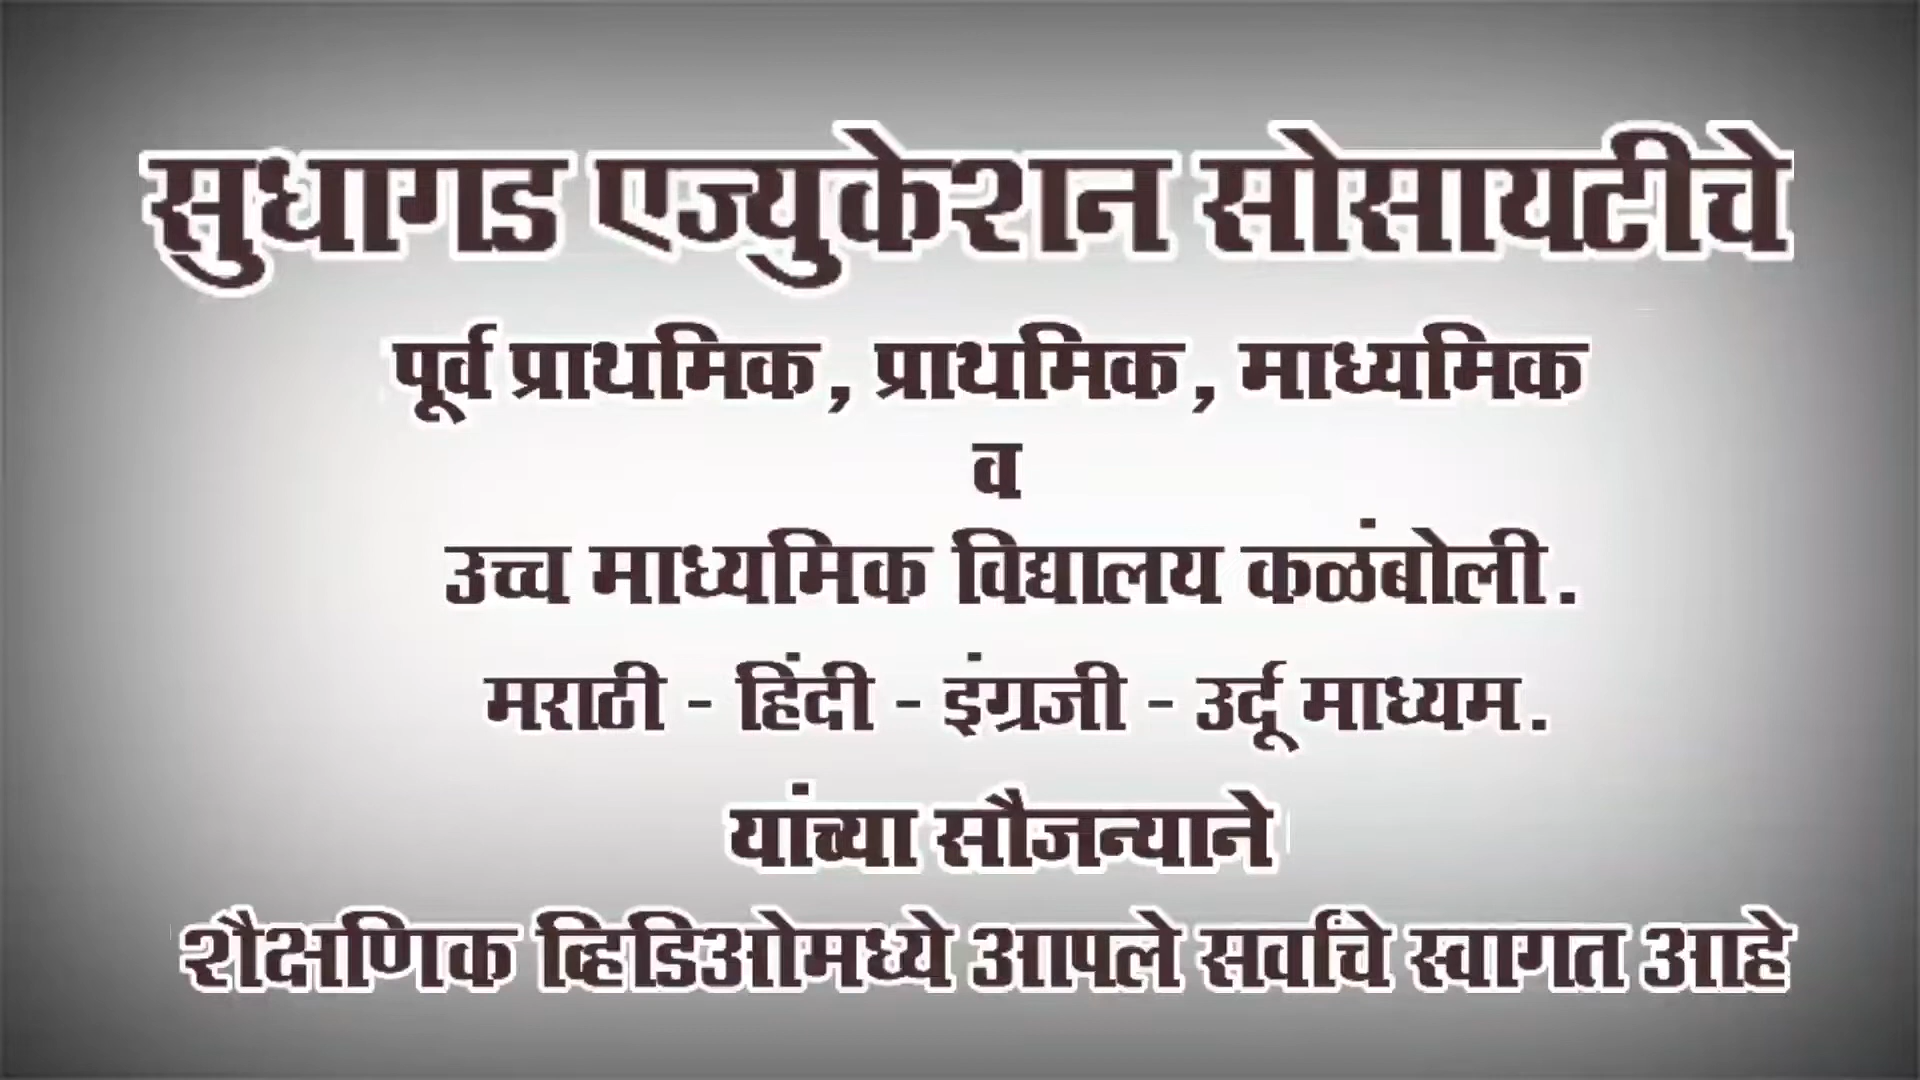 सुधागड एज्युकेशन सोसायटीचे
पूर्व प्राथमिक, प्राथमिक, माध्यमिक
व
उच्च माध्यमिक विद्यालय कळंबोली.
मराठी - हिंदी - इंग्रजी - उर्दू माध्यम.
यांच्या सौजन्याने
शैक्षणिक व्हिडिओमध्ये आपले सर्वांचे स्वागत आहे